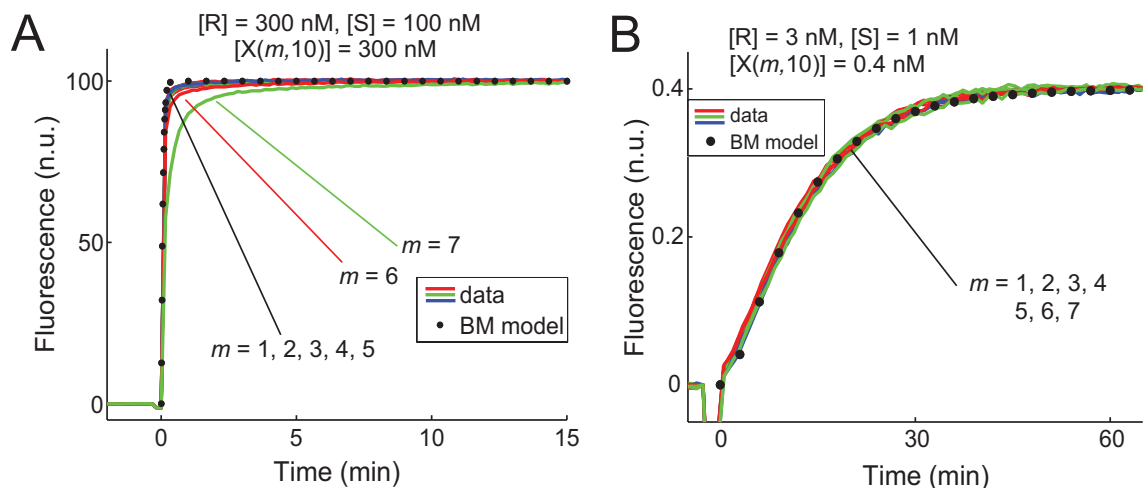 A
[R] = 300 nM, [S] = 100 nM
[X(m,10)] = 300 nM
100
50
0
Fluorescence (n.u.)
m = 7
m = 6
data
BM model
m = 1, 2, 3, 4, 5
0
5
10
15
Time (min)
B
[R] = 3 nM, [S] = 1 nM
[X(m,10)] = 0.4 nM
0.4
0.2
0
Fluorescence (n.u.)
data
BM model
m = 1, 2, 3, 4
5, 6, 7
0
30
60
Time (min)